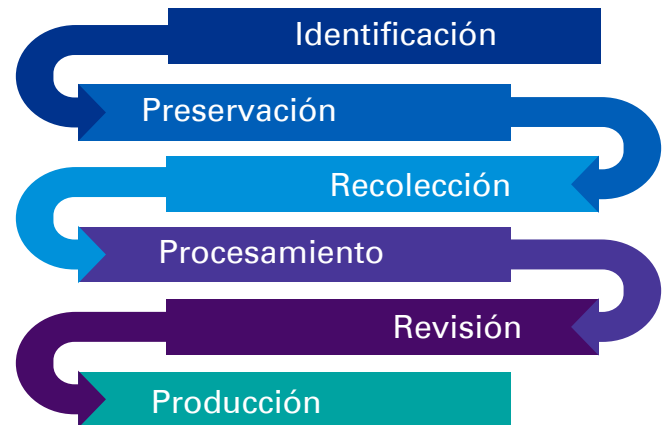 Identificación
Preservación
Recolección
Procesamiento
Revisión
Producción